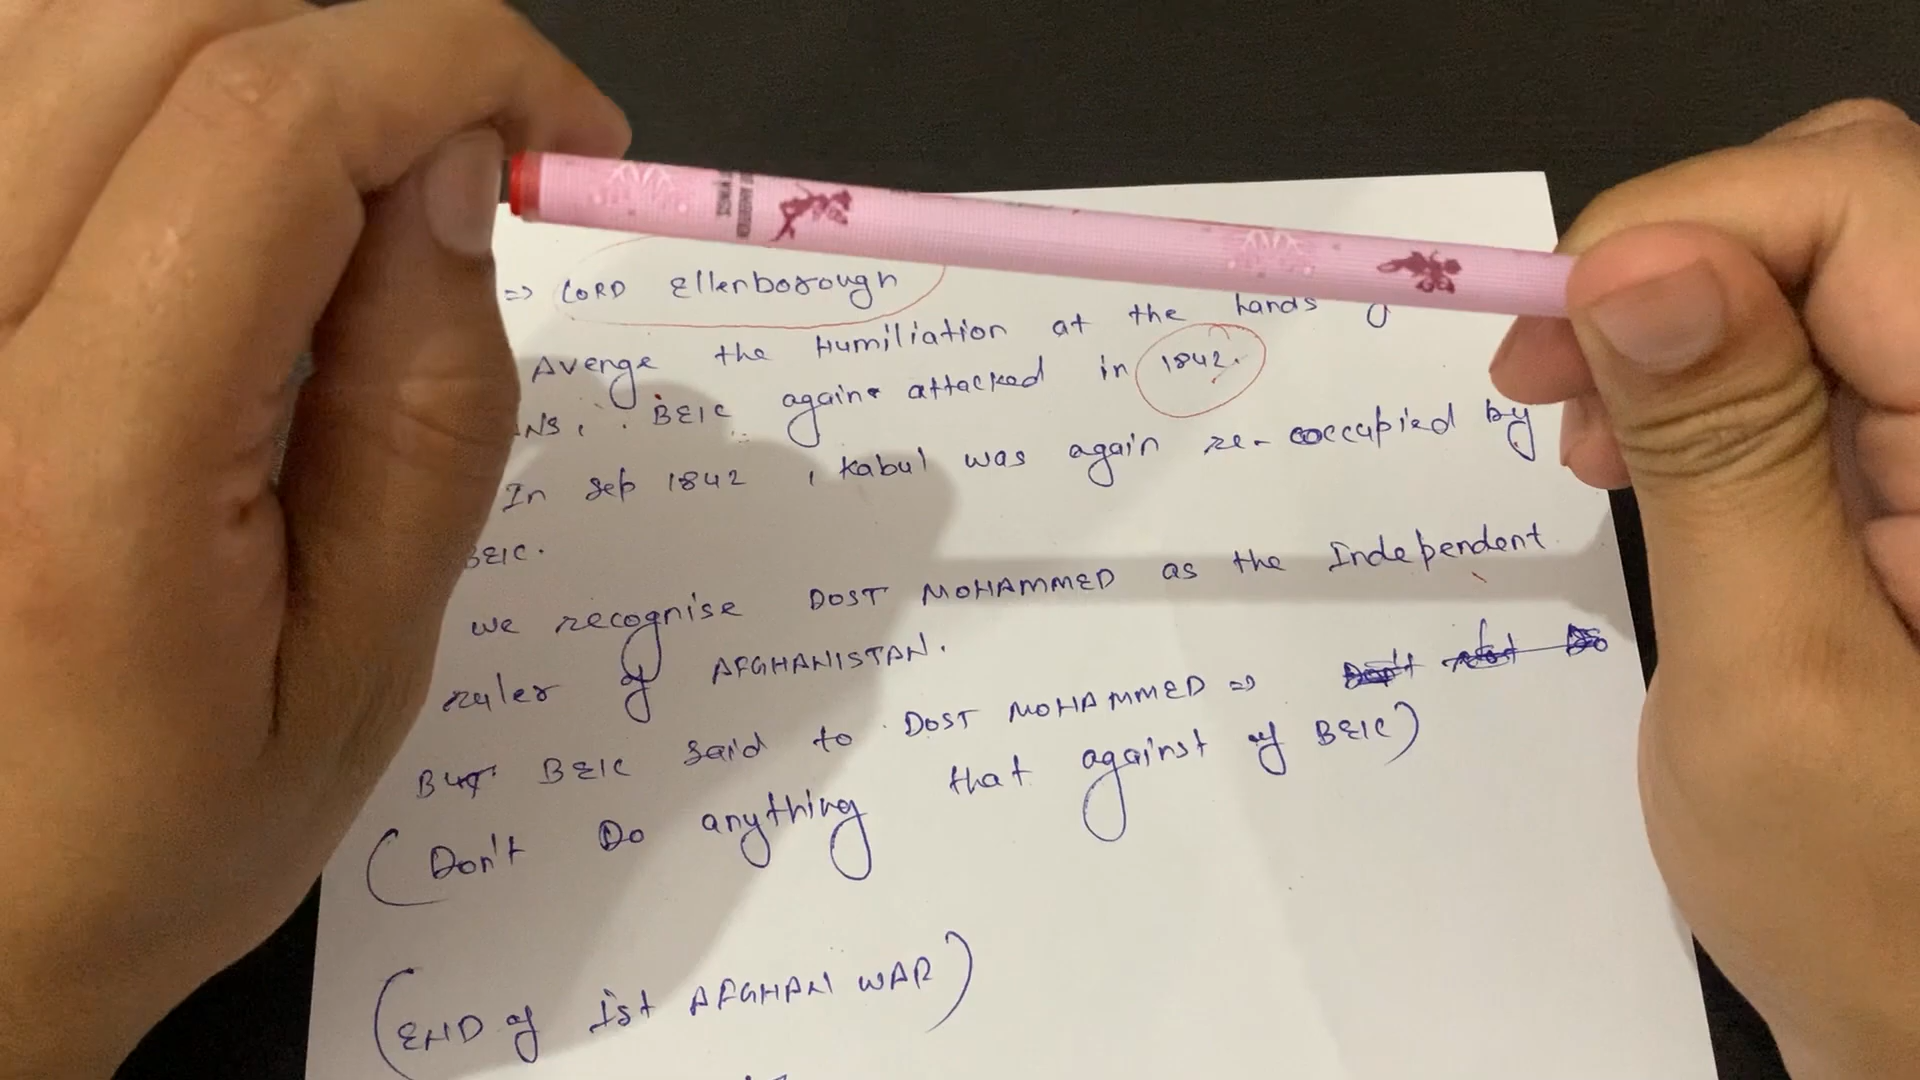 => LORD Ellenborough
Avenge the Humiliation at the hands
NS, . BEIC again attacked in 1842.
In Sep 1842 , Kabul was again re-occupied by
BEIC.
we recognise DOST MOHAMMED as the Independent
ruler of AFGHANISTAN.
But BEIC said to DOST MOHAMMED =>
(Don't Do anything that against of BEIC)
(END of 1st AFGHAN WAR)